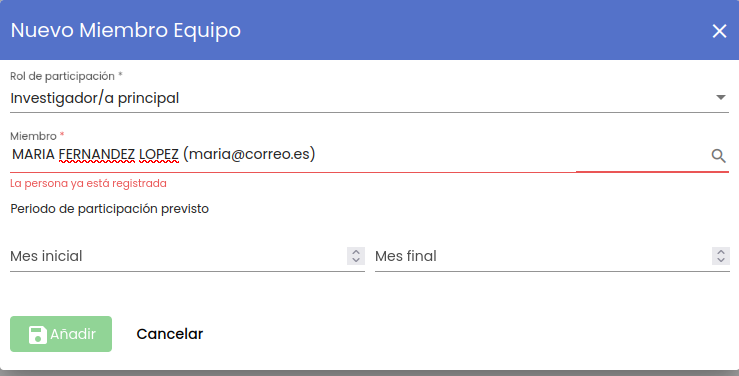 Nuevo Miembro Equipo
Rol de participación *
Investigador/a principal
Miembro *
MARIA FERNANDEZ LOPEZ (maria@correo.es)
La persona ya está registrada
Periodo de participación previsto
Mes inicial Mes final
Añadir Cancelar